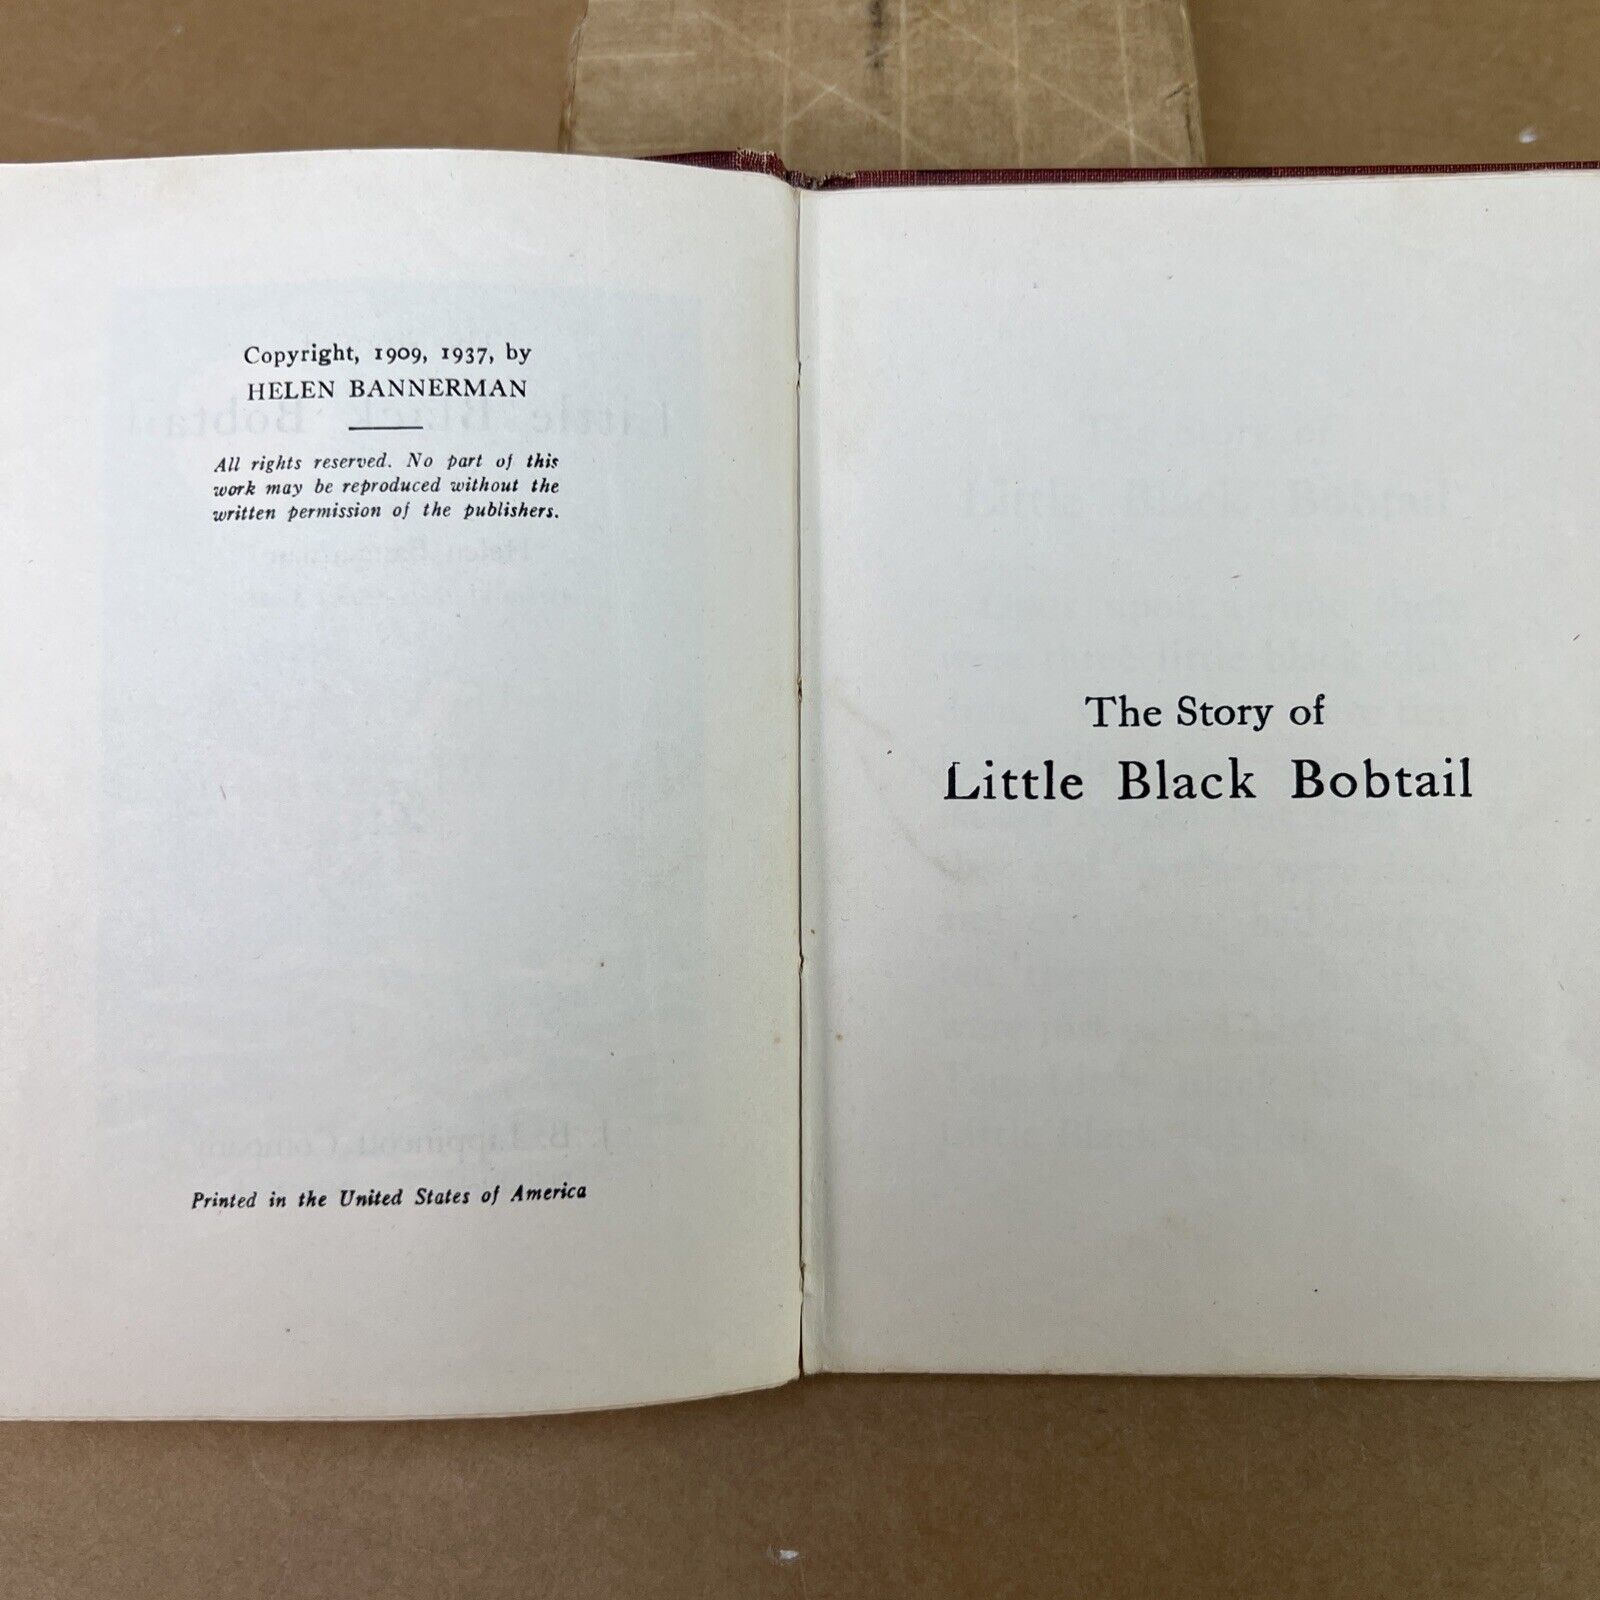 Copyright, 1909, 1937, by
HELEN BANNERMAN
All rights reserved. No part of this
work may be reproduced without the
written permission of the publishers.
Printed in the United States of America
The Story of
Little Black Bobtail